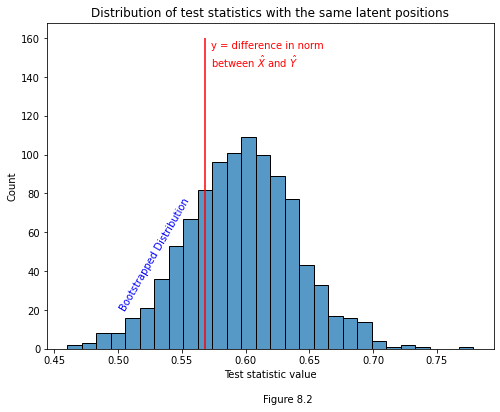 Distribution of test statistics with the same latent positions
160
140
120
100
80
60
40
20
0
Count
y = difference in norm
between X̂ and Ŷ
Bootstrapped Distribution
0.45 0.50 0.55 0.60 0.65 0.70 0.75
Test statistic value
Figure 8.2